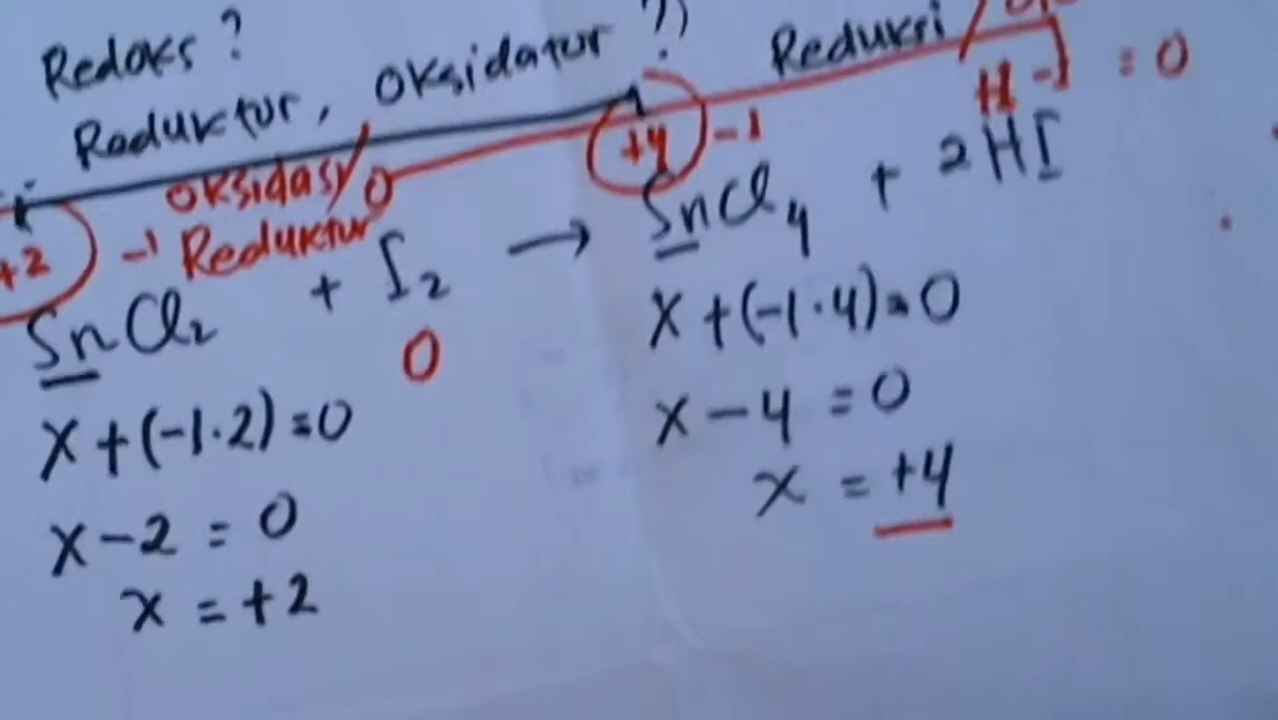 Redoks ?
Reduktor, Oksidator ?))
Reduksi /
+1 -1 = 0
+4 -1
Oksidasi/ 0
+2 -1 Reduktor
SnCl2 + I2 → SnCl4 + 2HI
0
x + (-1.2) = 0
x - 2 = 0
x = +2
x + (-1.4) = 0
x - 4 = 0
x = +4